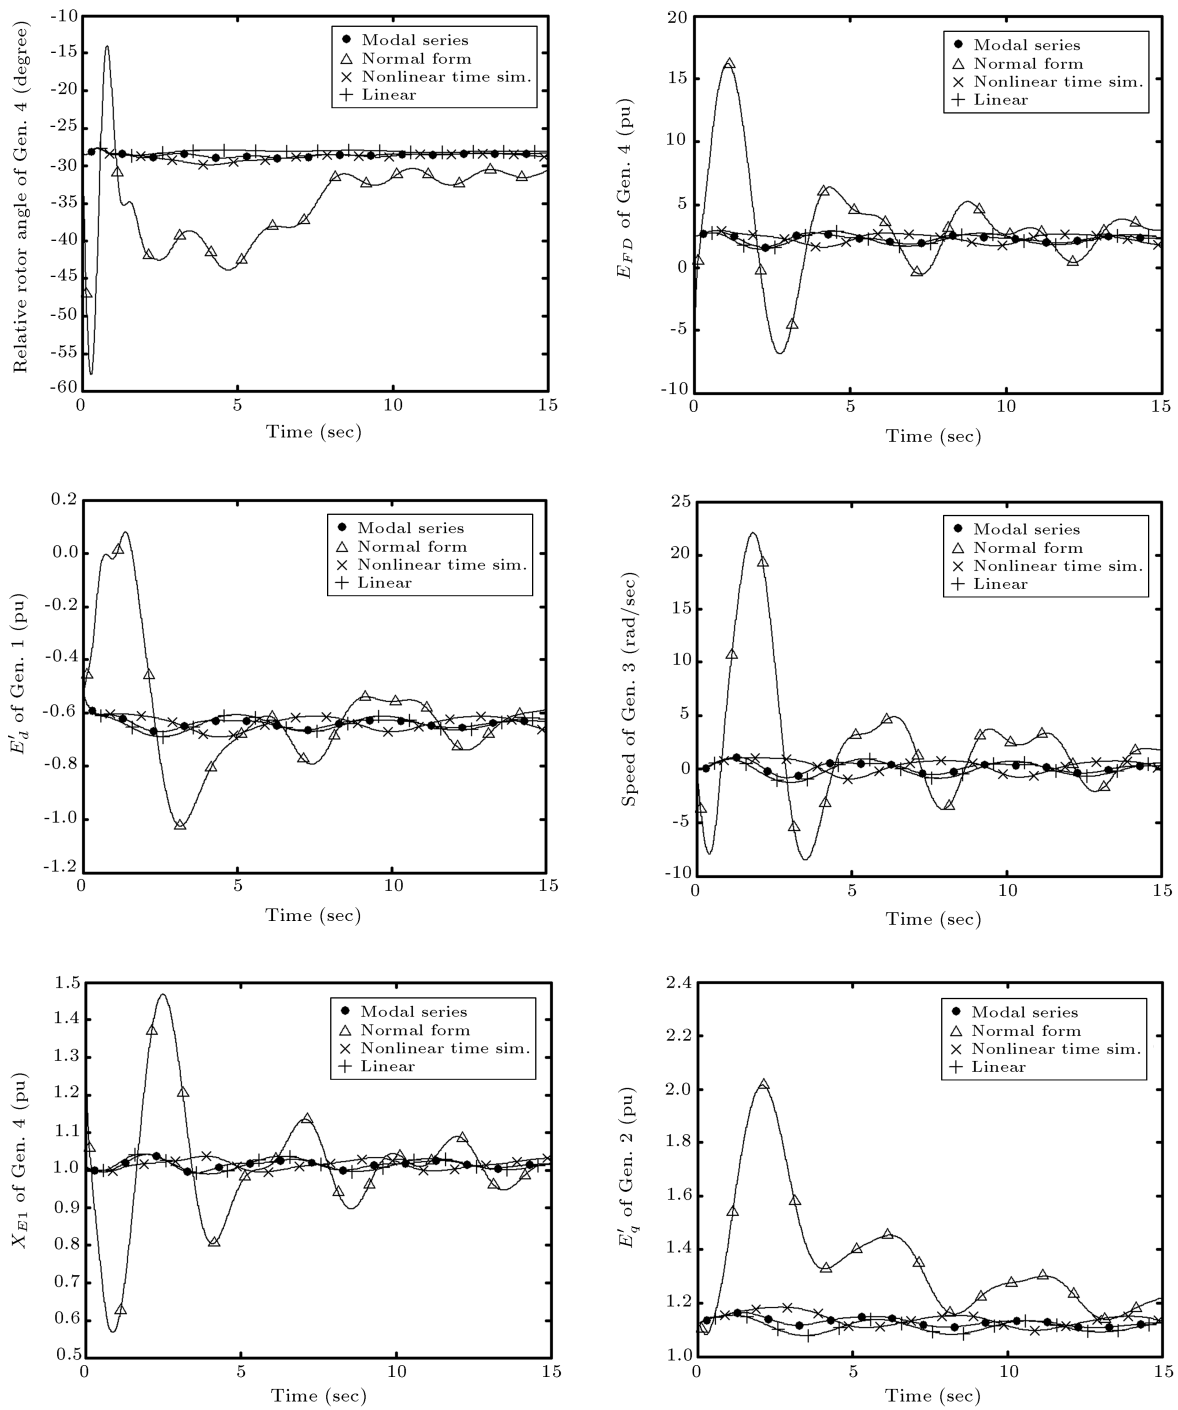 Relative rotor angle of Gen. 4 (degree)
-10
-15
-20
-25
-30
-35
-40
-45
-50
-55
-60
0 5 10 15
Time (sec)
Modal series
Normal form
Nonlinear time sim.
Linear
E_FD of Gen. 4 (pu)
20
15
10
5
0
-5
-10
0 5 10 15
Time (sec)
Modal series
Normal form
Nonlinear time sim.
Linear
E′_d of Gen. 1 (pu)
0.2
0.0
-0.2
-0.4
-0.6
-0.8
-1.0
-1.2
0 5 10 15
Time (sec)
Modal series
Normal form
Nonlinear time sim.
Linear
Speed of Gen. 3 (rad/sec)
25
20
15
10
5
0
-5
-10
0 5 10 15
Time (sec)
Modal series
Normal form
Nonlinear time sim.
Linear
X_E1 of Gen. 4 (pu)
1.5
1.4
1.3
1.2
1.1
1.0
0.9
0.8
0.7
0.6
0.5
0 5 10 15
Time (sec)
Modal series
Normal form
Nonlinear time sim.
Linear
E′_q of Gen. 2 (pu)
2.4
2.2
2.0
1.8
1.6
1.4
1.2
1.0
0 5 10 15
Time (sec)
Modal series
Normal form
Nonlinear time sim.
Linear